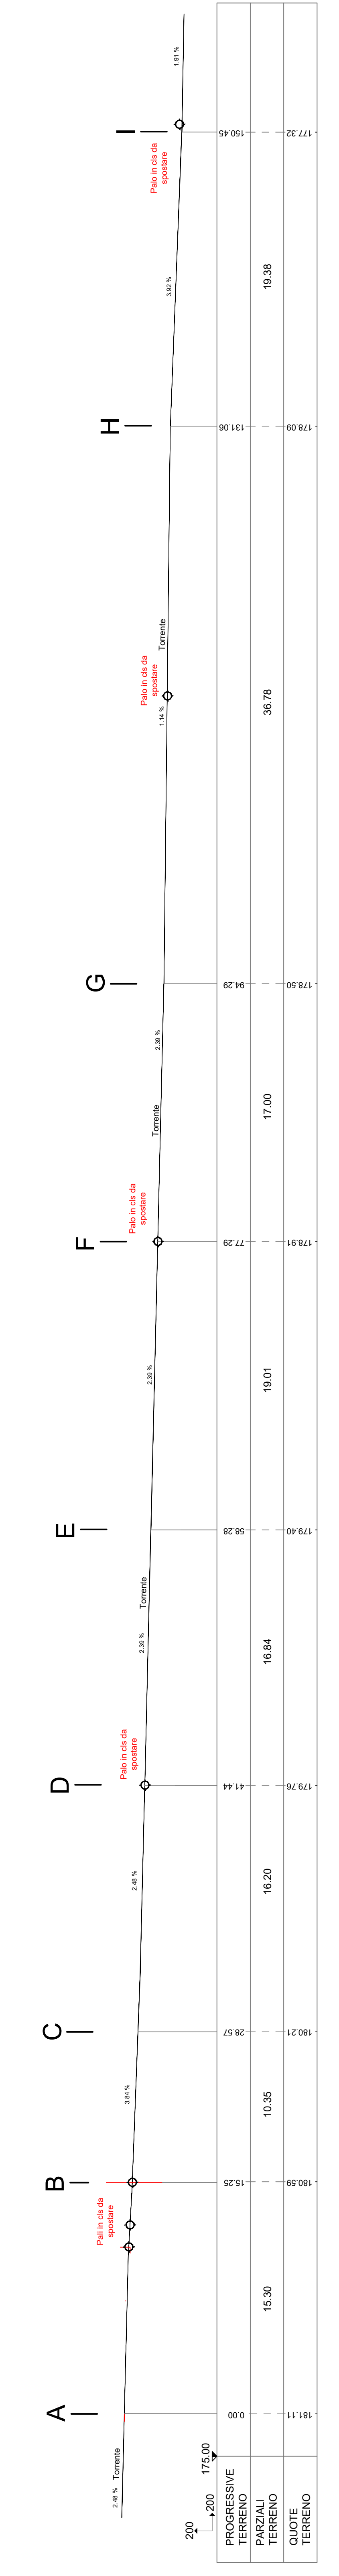 A
B
C
D
E
F
G
H
I
2.48 %
Torrente
Pali in cls da
spostare
3.84 %
2.48 %
Palo in cls da
spostare
2.39 %
Torrente
2.39 %
Palo in cls da
spostare
Torrente
2.39 %
1.14 %
Palo in cls da
spostare
Torrente
3.92 %
Palo in cls da
spostare
1.91 %
200
200
175.00
PROGRESSIVE
TERRENO
0.00
15.25
28.57
41.44
58.28
77.29
94.29
131.06
150.45
PARZIALI
TERRENO
15.30
10.35
16.20
16.84
19.01
17.00
36.78
19.38
QUOTE
TERRENO
181.11
180.59
180.21
179.76
179.40
178.91
178.50
178.09
177.32